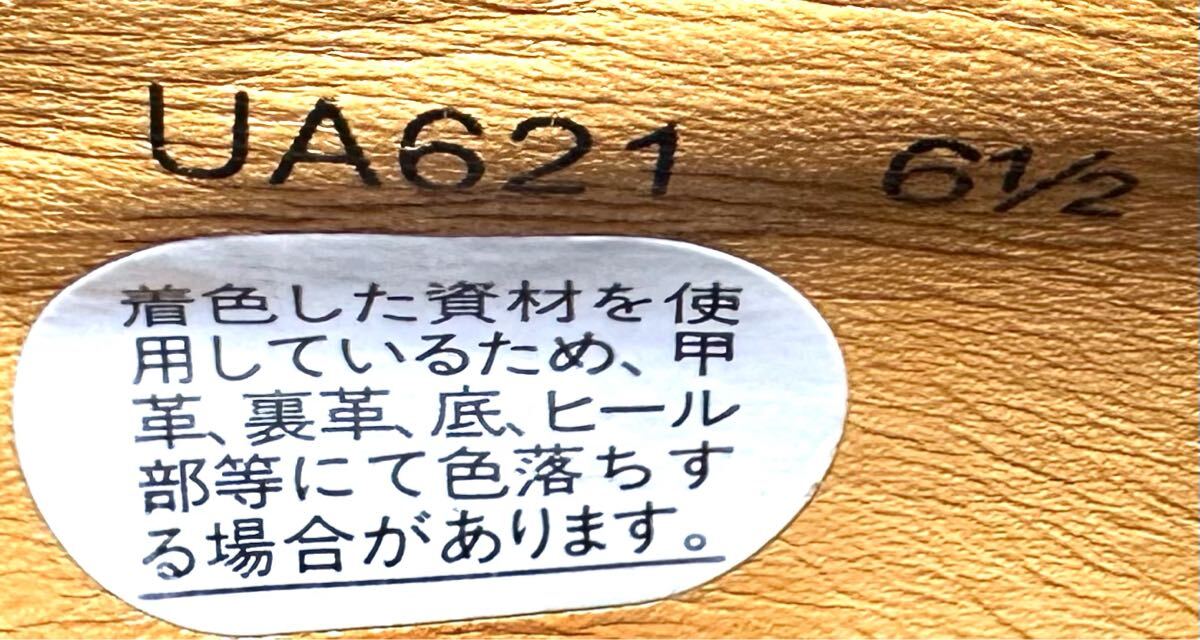 UA621 6 1/2
着色した資材を使
用しているため、甲
革、裏革、底、ヒール
部等にて色落ちす
る場合があります。